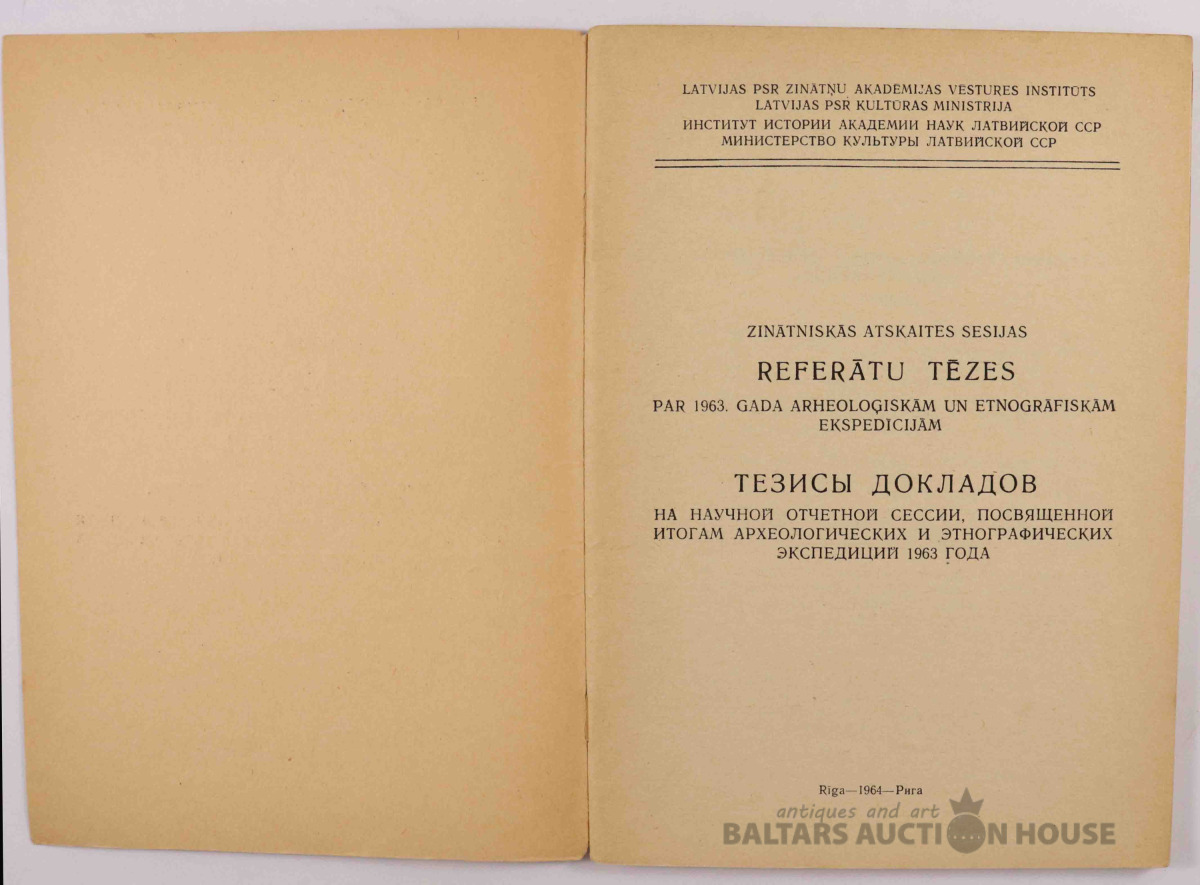 LATVIJAS PSR ZINĀTŅU AKADĒMIJAS VĒSTURES INSTITŪTS
LATVIJAS PSR KULTŪRAS MINISTRIJA
ИНСТИТУТ ИСТОРИИ АКАДЕМИИ НАУК ЛАТВИЙСКОЙ ССР
МИНИСТЕРСТВО КУЛЬТУРЫ ЛАТВИЙСКОЙ ССР
ZINĀTNISKĀS ATSKAITES SESIJAS
REFERĀTU TĒZES
PAR 1963. GADA ARHEOLOĢISKĀM UN ETNOGRĀFISKĀM
EKSPEDĪCIJĀM
ТЕЗИСЫ ДОКЛАДОВ
НА НАУЧНОЙ ОТЧЕТНОЙ СЕССИИ, ПОСВЯЩЕННОЙ
ИТОГАМ АРХЕОЛОГИЧЕСКИХ И ЭТНОГРАФИЧЕСКИХ
ЭКСПЕДИЦИЙ 1963 ГОДА
Rīga—1964—Рига
antiques and art
BALTARS AUCTION HOUSE